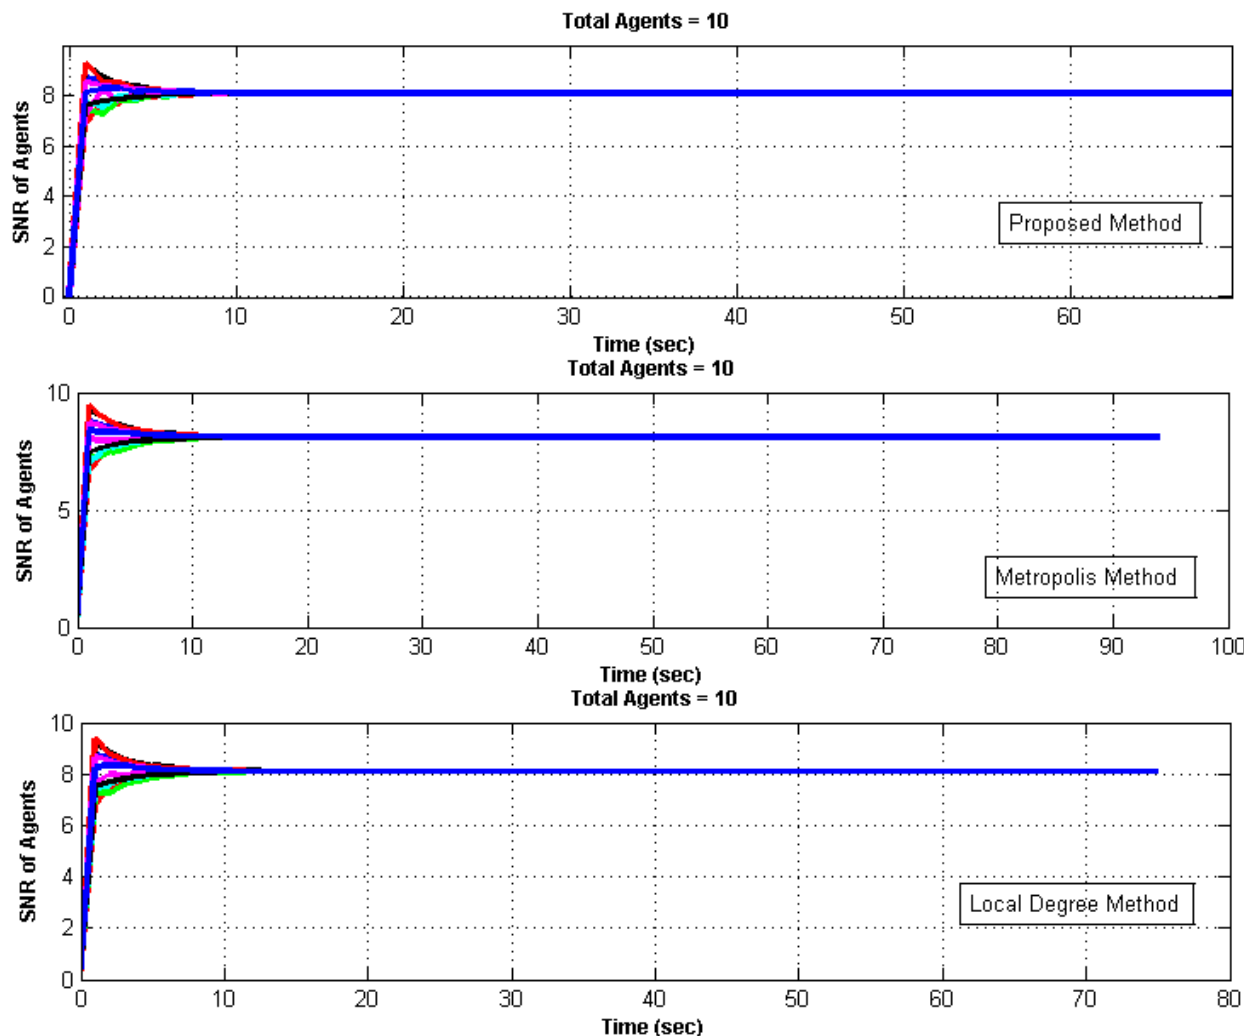 Total Agents = 10
SNR of Agents
8
6
4
2
0
0 10 20 30 40 50 60
Proposed Method
Time (sec)
Total Agents = 10
SNR of Agents
10
5
0
0 10 20 30 40 50 60 70 80 90 100
Metropolis Method
Time (sec)
Total Agents = 10
SNR of Agents
10
8
6
4
2
0
0 10 20 30 40 50 60 70 80
Local Degree Method
Time (sec)